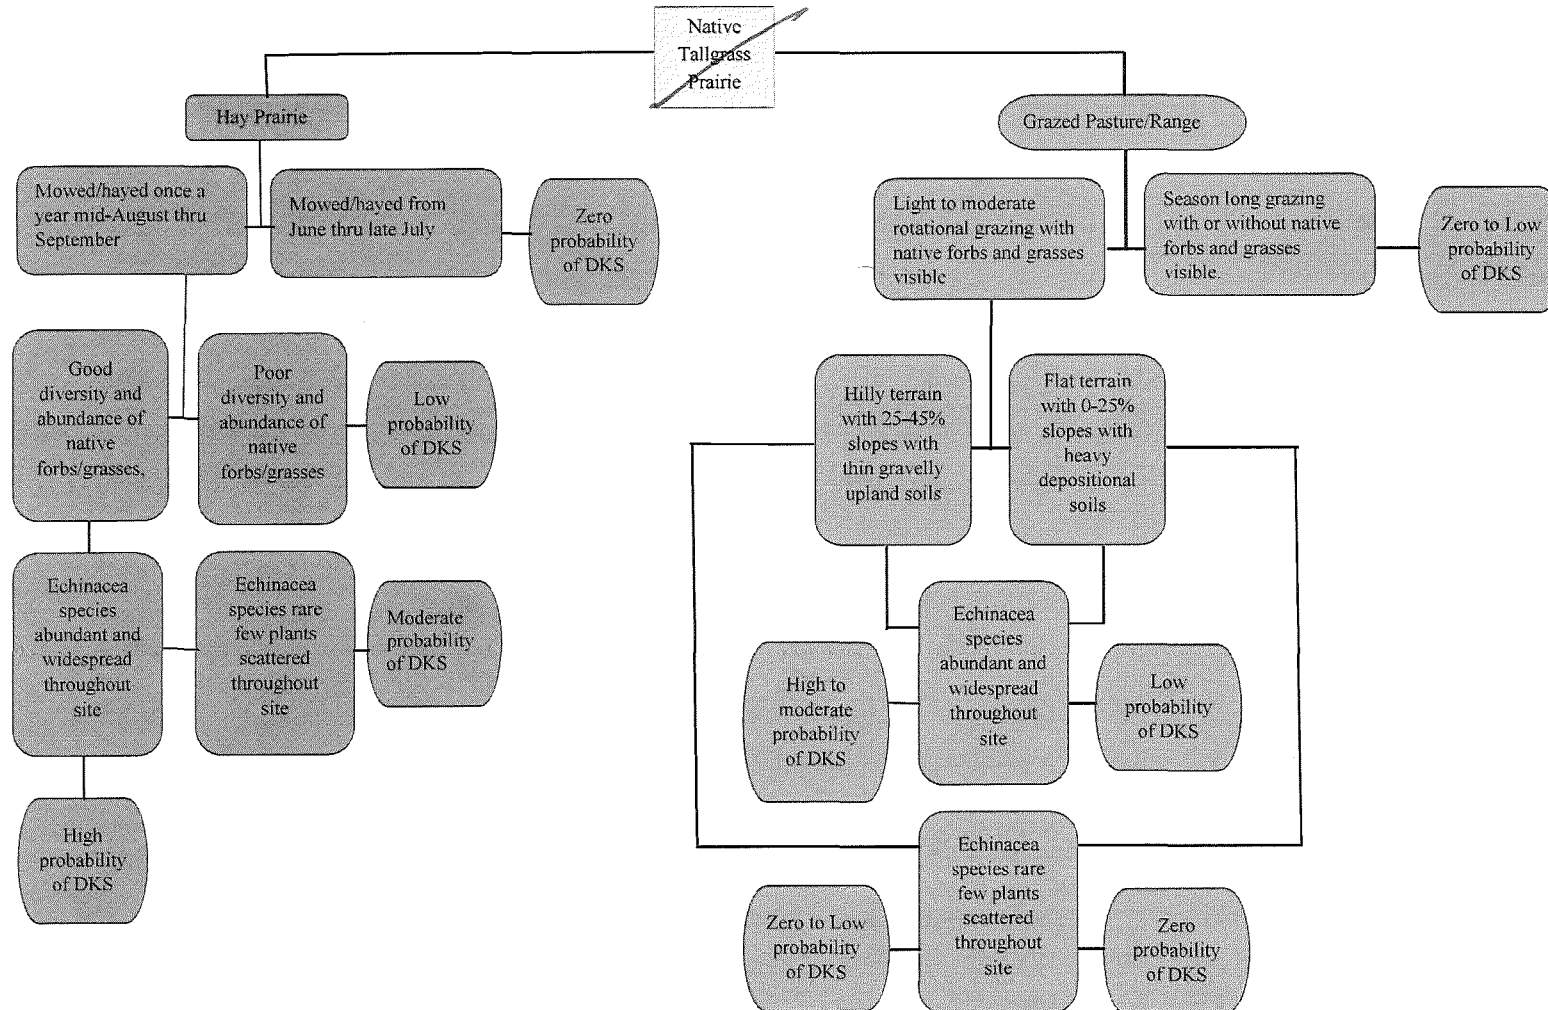 Native
Tallgrass
Prairie
Hay Prairie
Grazed Pasture/Range
Mowed/hayed once a
year mid-August thru
September
Mowed/hayed from
June thru late July
Zero
probability
of DKS
Light to moderate
rotational grazing with
native forbs and grasses
visible
Season long grazing
with or without native
forbs and grasses
visible.
Zero to Low
probability
of DKS
Good
diversity and
abundance of
native
forbs/grasses,
Poor
diversity and
abundance of
native
forbs/grasses
Low
probability
of DKS
Hilly terrain
with 25-45%
slopes with
thin gravelly
upland soils
Flat terrain
with 0-25%
slopes with
heavy
depositional
soils
Echinacea
species
abundant and
widespread
throughout
site
Echinacea
species rare
few plants
scattered
throughout
site
Moderate
probability
of DKS
Echinacea
species
abundant and
widespread
throughout
site
High to
moderate
probability
of DKS
Low
probability
of DKS
High
probability
of DKS
Echinacea
species rare
few plants
scattered
throughout
site
Zero to Low
probability
of DKS
Zero
probability
of DKS